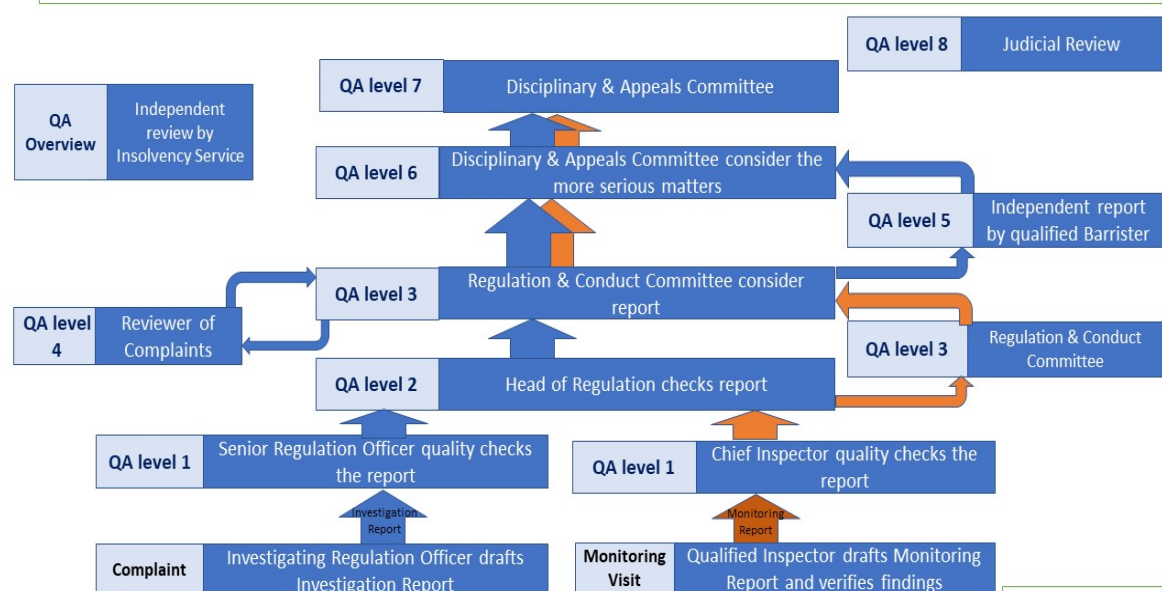 QA level 8
Judicial Review
QA level 7
Disciplinary & Appeals Committee
QA
Overview
Independent
review by
Insolvency Service
QA level 6
Disciplinary & Appeals Committee consider the
more serious matters
QA level 5
Independent report
by qualified Barrister
QA level 3
Regulation & Conduct Committee consider
report
QA level
4
Reviewer of
Complaints
QA level 3
Regulation & Conduct
Committee
QA level 2
Head of Regulation checks report
QA level 1
Senior Regulation Officer quality checks
the report
QA level 1
Chief Inspector quality checks the
report
Investigation
Report
Monitoring
Report
Complaint
Investigating Regulation Officer drafts
Investigation Report
Monitoring
Visit
Qualified Inspector drafts Monitoring
Report and verifies findings